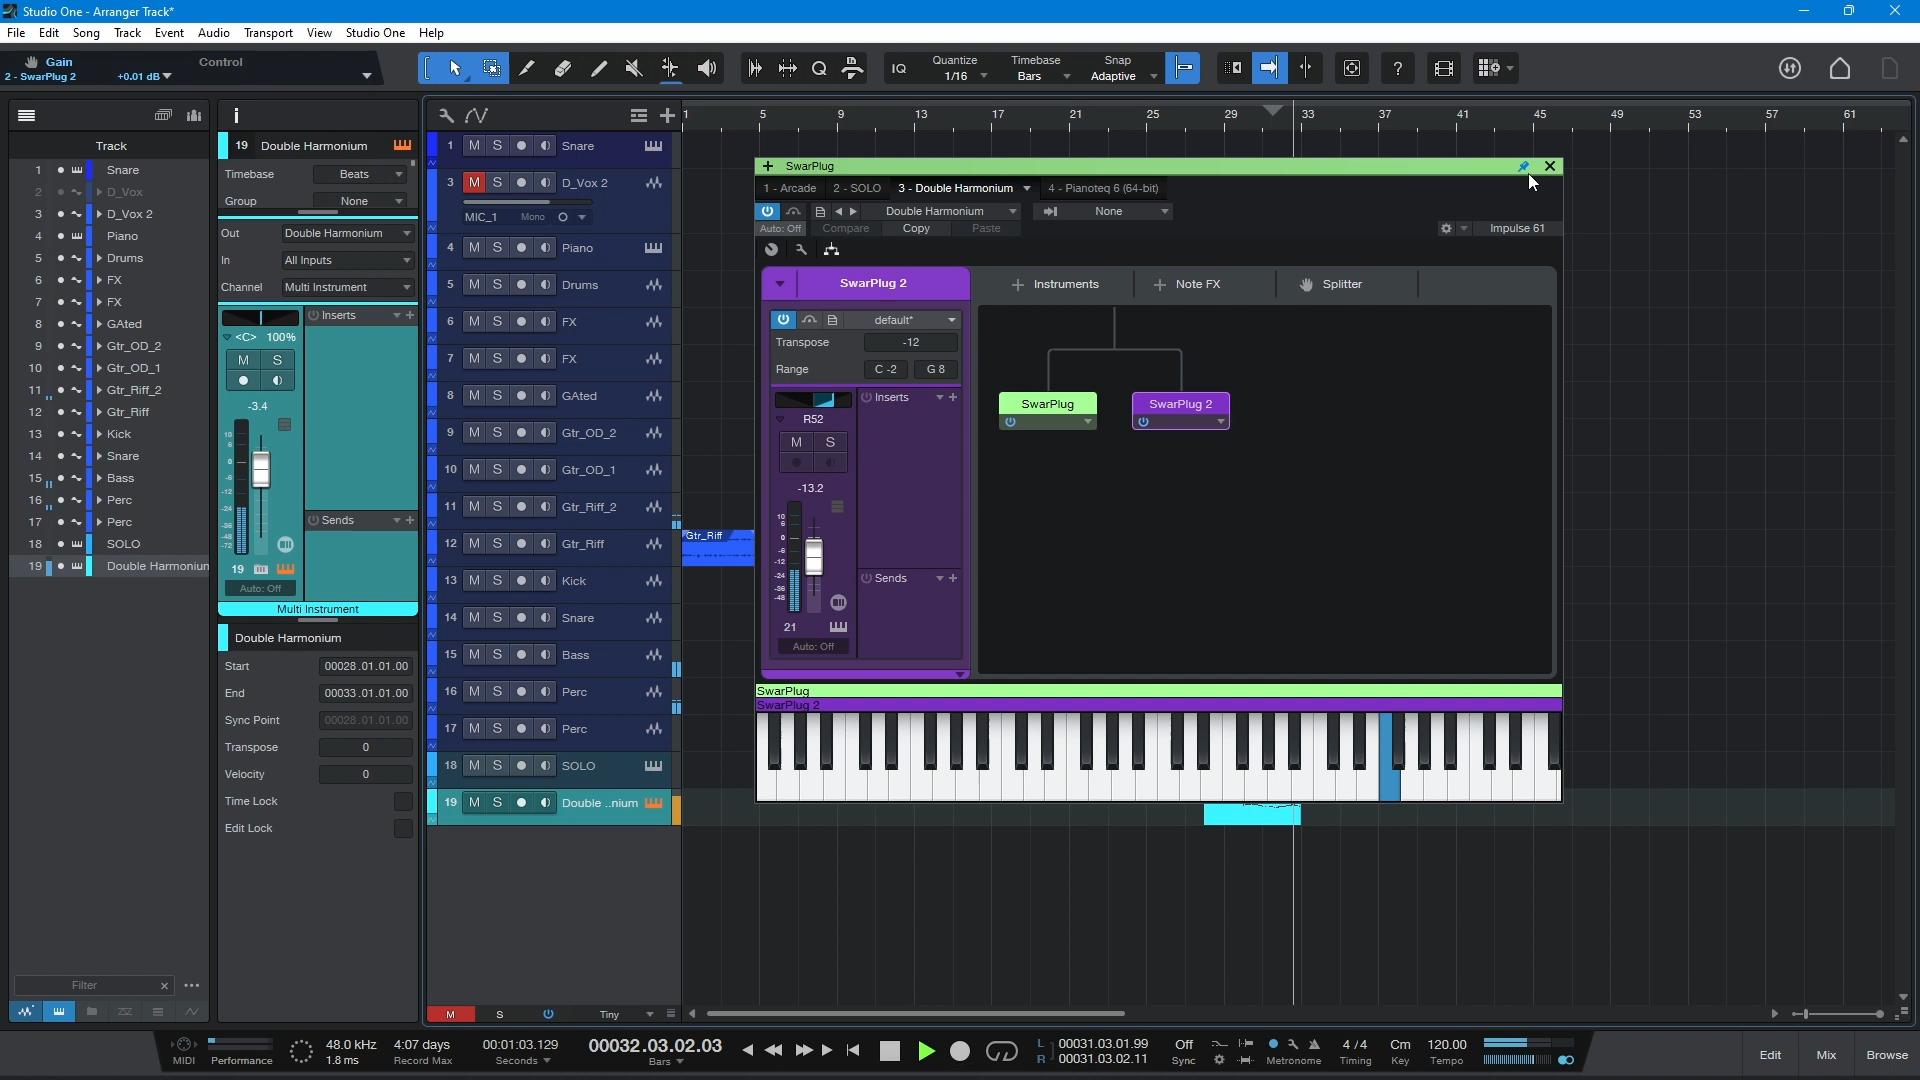 Studio One - Arranger Track*
File Edit Song Track Event Audio Transport View Studio One Help
Gain Control
2 - SwarPlug 2 +0.01 dB
IQ Quantize 1/16 Timebase Bars Snap Adaptive ?
Track
1 Snare
2 D_Vox
3 D_Vox 2
4 Piano
5 Drums
6 FX
7 FX
8 GAted
9 Gtr_OD_2
10 Gtr_OD_1
11 Gtr_Riff_2
12 Gtr_Riff
13 Kick
14 Snare
15 Bass
16 Perc
17 Perc
18 SOLO
19 Double Harmonium
Filter
19 Double Harmonium
Timebase Beats
Group None
Out Double Harmonium
In All Inputs
Channel Multi Instrument
Inserts
<C> 100%
M S
-3.4
Sends
19
Auto: Off
Multi Instrument
Double Harmonium
Start 00028.01.01.00
End 00033.01.01.00
Sync Point 00028.01.01.00
Transpose 0
Velocity 0
Time Lock
Edit Lock
1 5 9 13 17 21 25 29 33 37 41 45 49 53 57 61
1 M S Snare
3 M S D_Vox 2
MIC_1 Mono
4 M S Piano
5 M S Drums
6 M S FX
7 M S FX
8 M S GAted
9 M S Gtr_OD_2
10 M S Gtr_OD_1
11 M S Gtr_Riff_2
12 M S Gtr_Riff
13 M S Kick
14 M S Snare
15 M S Bass
16 M S Perc
17 M S Perc
18 M S SOLO
19 M S Double ..nium
M S Tiny
Gtr_Riff
SwarPlug
1 - Arcade 2 - SOLO 3 - Double Harmonium 4 - Pianoteq 6 (64-bit)
Double Harmonium None
Auto: Off Compare Copy Paste Impulse 61
SwarPlug 2 Instruments Note FX Splitter
default*
Transpose -12
Range C -2 G 8
Inserts
R52
M S
-13.2
Sends
21
Auto: Off
SwarPlug SwarPlug 2
SwarPlug
SwarPlug 2
MIDI Performance
48.0 kHz
1.8 ms
4:07 days
Record Max
00:01:03.129
Seconds
00032.03.02.03
Bars
L 00031.03.01.99
R 00031.03.02.11
Off
Sync
Metronome
4 / 4
Timing
Cm
Key
120.00
Tempo
Edit Mix Browse